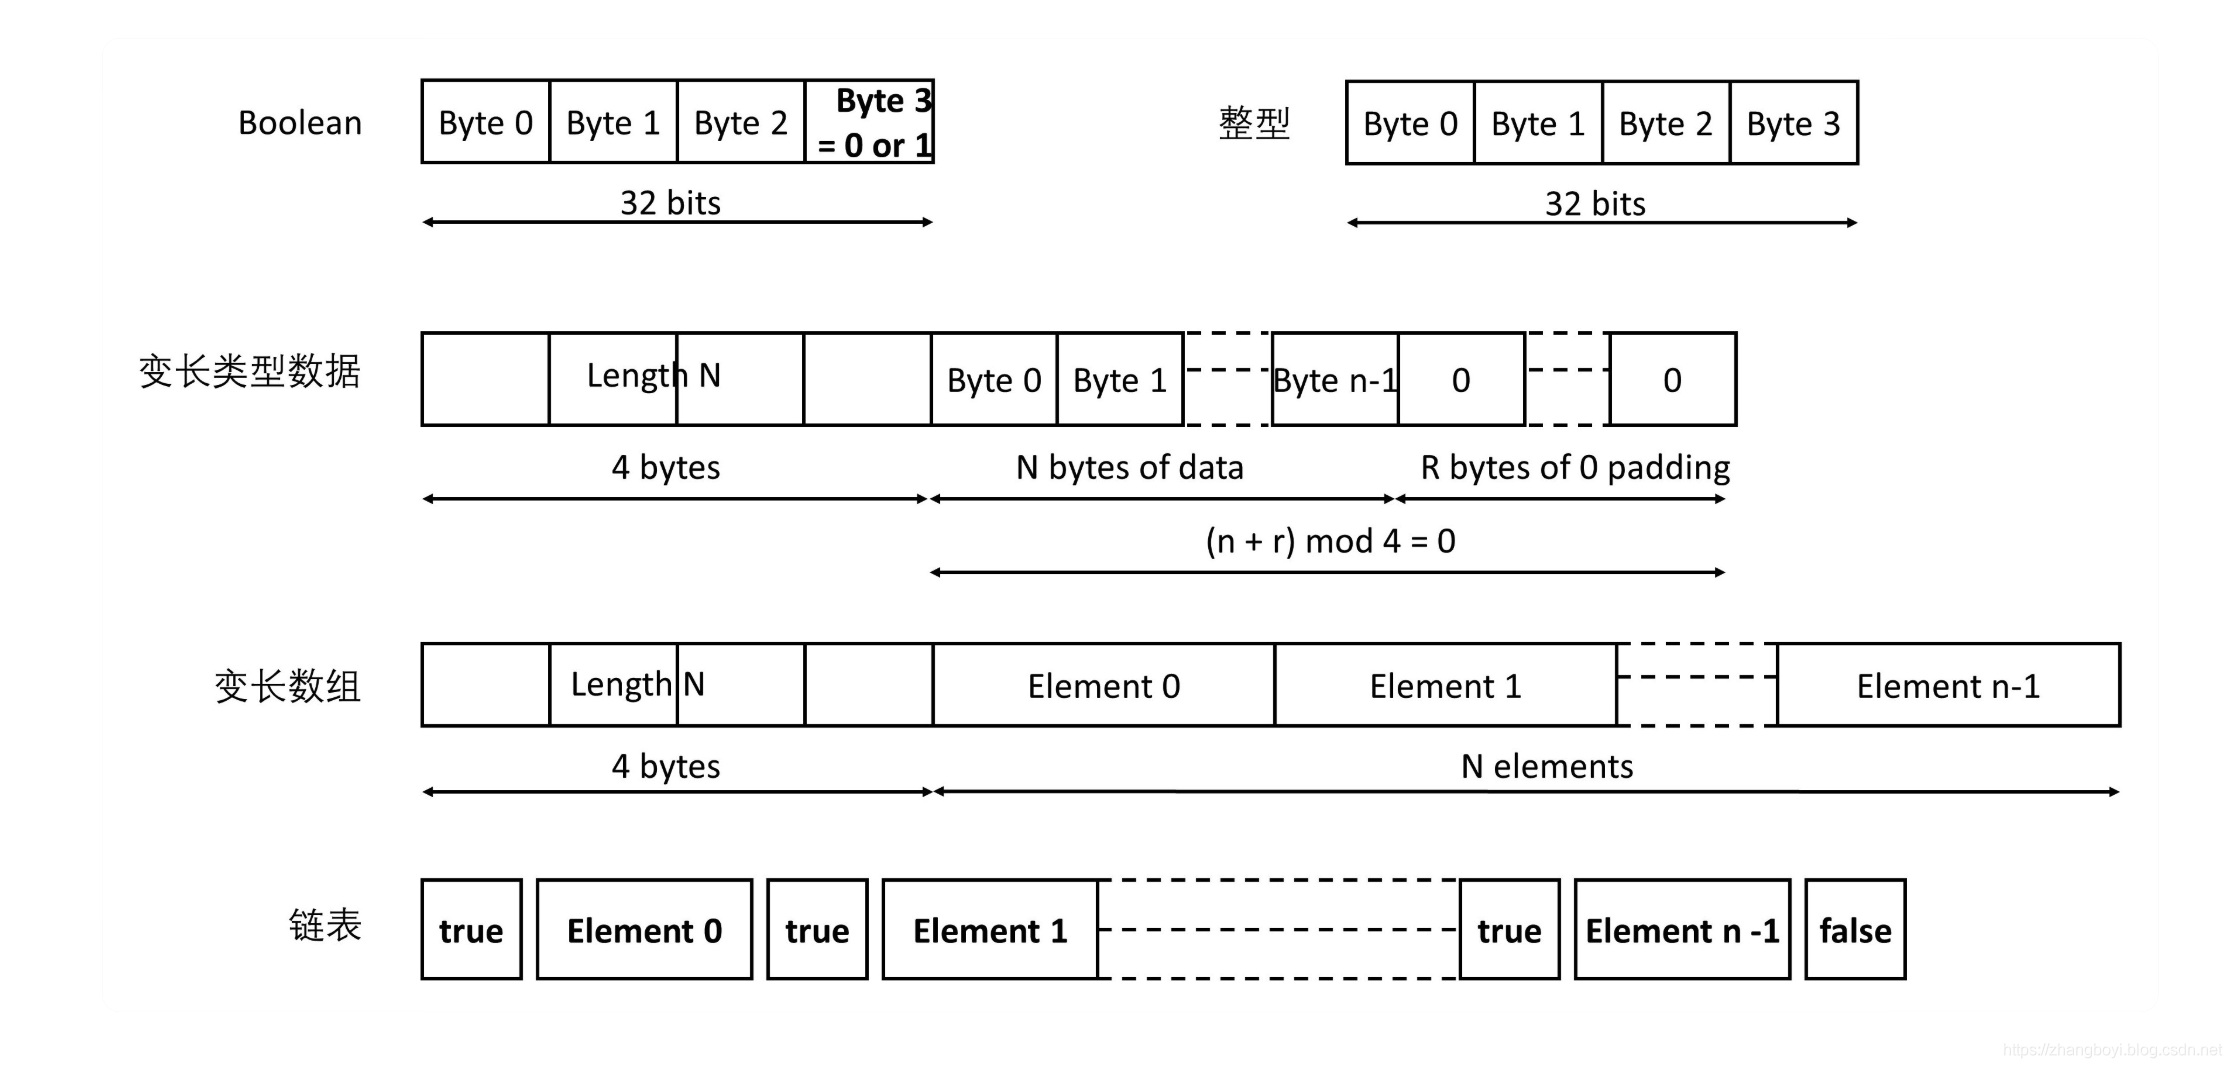 Boolean
Byte 0
Byte 1
Byte 2
Byte 3
= 0 or 1
32 bits
整型
Byte 0
Byte 1
Byte 2
Byte 3
32 bits
变长类型数据
Length N
Byte 0
Byte 1
Byte n-1
0
0
4 bytes
N bytes of data
R bytes of 0 padding
(n + r) mod 4 = 0
变长数组
Length N
Element 0
Element 1
Element n-1
4 bytes
N elements
链表
true
Element 0
true
Element 1
true
Element n -1
false
https://zhangboyi.blog.csdn.net